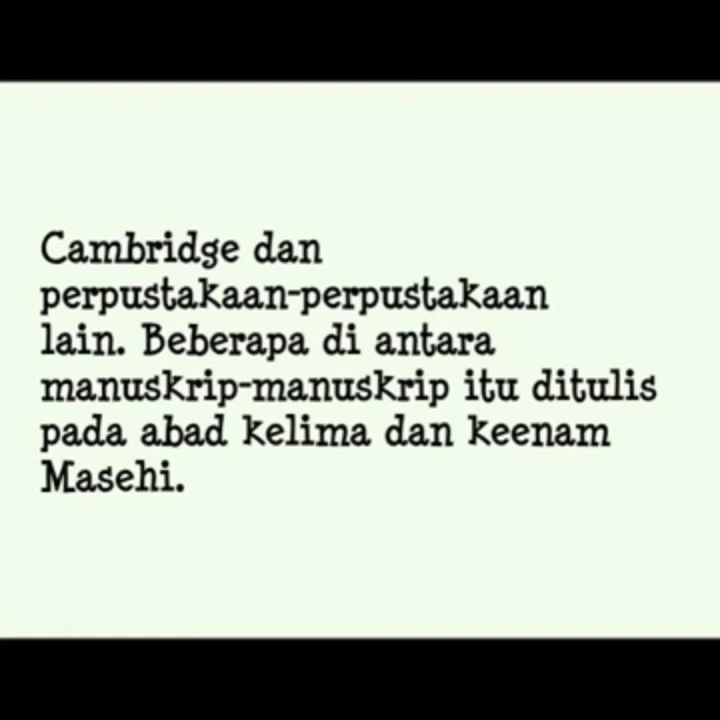 Cambridge dan
perpustakaan-perpustakaan
lain. Beberapa di antara
manuskrip-manuskrip itu ditulis
pada abad kelima dan keenam
Masehi.